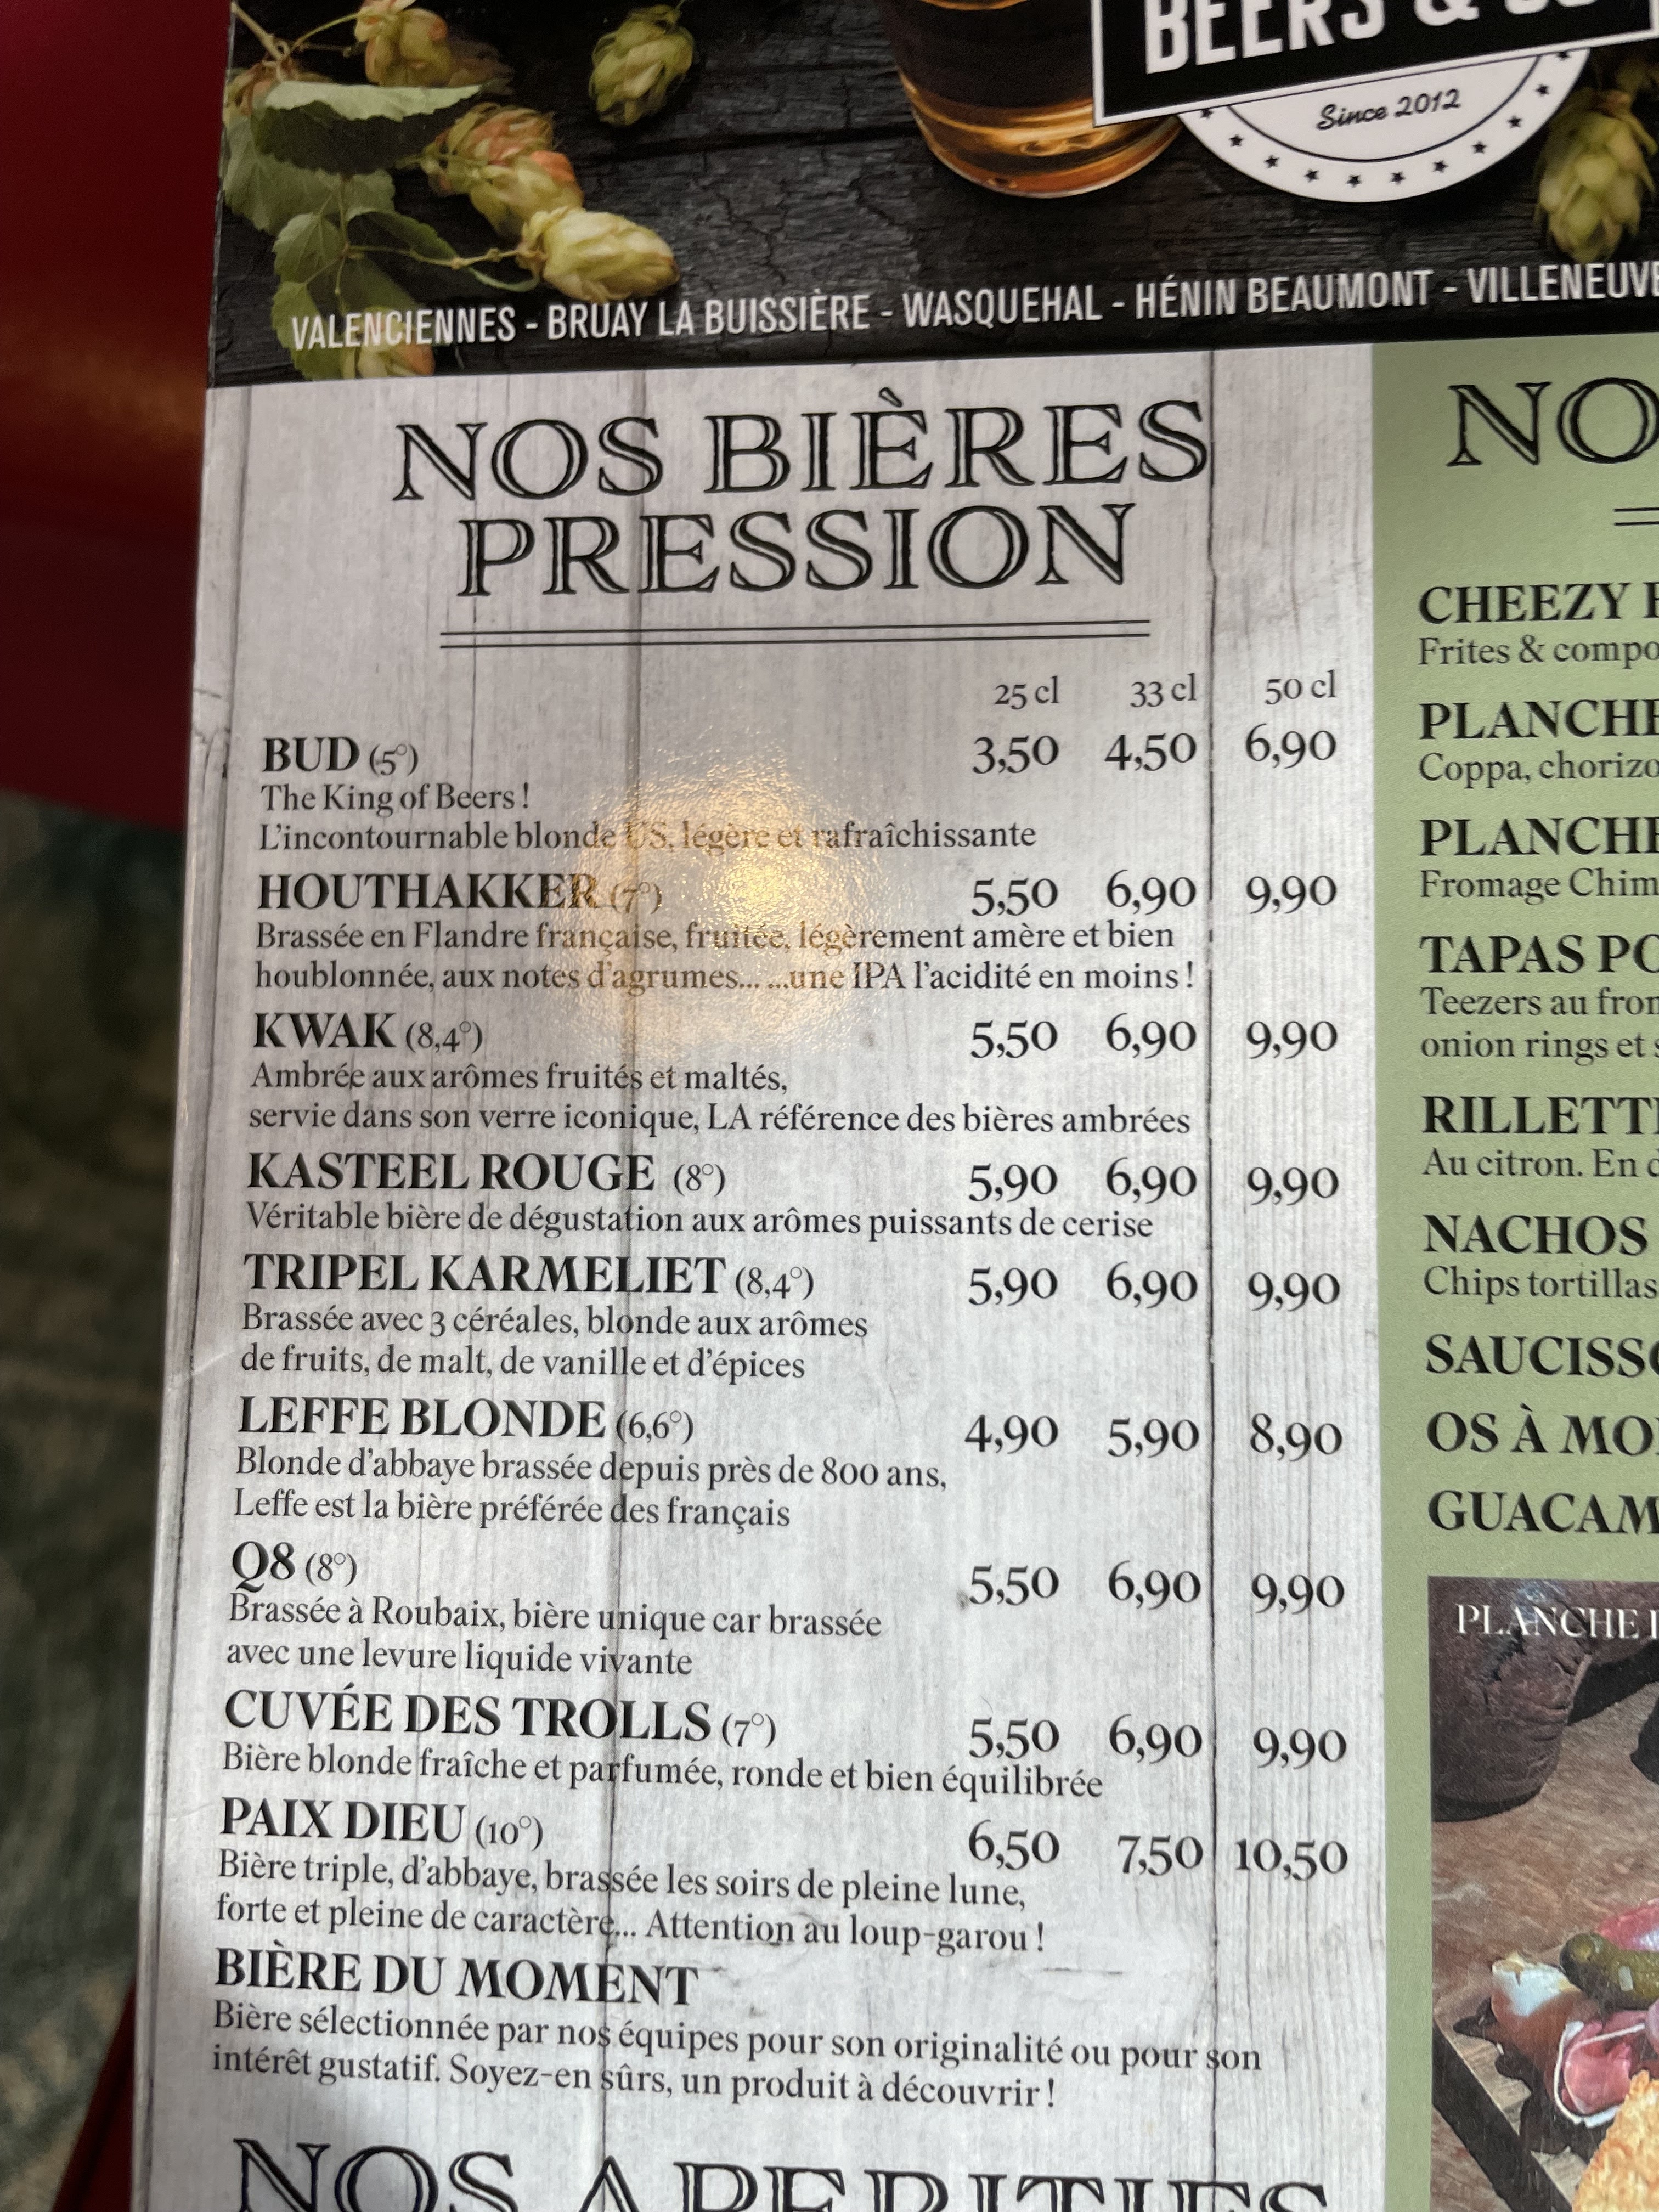 BEERS &
Since 2012
VALENCIENNES - BRUAY LA BUISSIÈRE - WASQUEHAL - HÉNIN BEAUMONT - VILLENEUVE
NOS BIÈRES
PRESSION
25 cl 33 cl 50 cl
BUD (5°) 3,50 4,50 6,90
The King of Beers !
L'incontournable blonde US, légère et rafraîchissante
HOUTHAKKER (7°) 5,50 6,90 9,90
Brassée en Flandre française, fruitée, légèrement amère et bien
houblonnée, aux notes d'agrumes... ...une IPA l'acidité en moins !
KWAK (8,4°) 5,50 6,90 9,90
Ambrée aux arômes fruités et maltés,
servie dans son verre iconique, LA référence des bières ambrées
KASTEEL ROUGE (8°) 5,90 6,90 9,90
Véritable bière de dégustation aux arômes puissants de cerise
TRIPEL KARMELIET (8,4°) 5,90 6,90 9,90
Brassée avec 3 céréales, blonde aux arômes
de fruits, de malt, de vanille et d'épices
LEFFE BLONDE (6,6°) 4,90 5,90 8,90
Blonde d'abbaye brassée depuis près de 800 ans,
Leffe est la bière préférée des français
Q8 (8°) 5,50 6,90 9,90
Brassée à Roubaix, bière unique car brassée
avec une levure liquide vivante
CUVÉE DES TROLLS (7°) 5,50 6,90 9,90
Bière blonde fraîche et parfumée, ronde et bien équilibrée
PAIX DIEU (10°) 6,50 7,50 10,50
Bière triple, d'abbaye, brassée les soirs de pleine lune,
forte et pleine de caractère... Attention au loup-garou !
BIÈRE DU MOMENT
Bière sélectionnée par nos équipes pour son originalité ou pour son
intérêt gustatif. Soyez-en sûrs, un produit à découvrir !
NOS APERITIFS
NO
CHEEZY
Frites & compo
PLANCHE
Coppa, chorizo
PLANCHE
Fromage Chim
TAPAS PO
Teezers au from
onion rings et
RILLETT
Au citron. En
NACHOS
Chips tortillas
SAUCISSO
OS À MO
GUACAM
PLANCHE